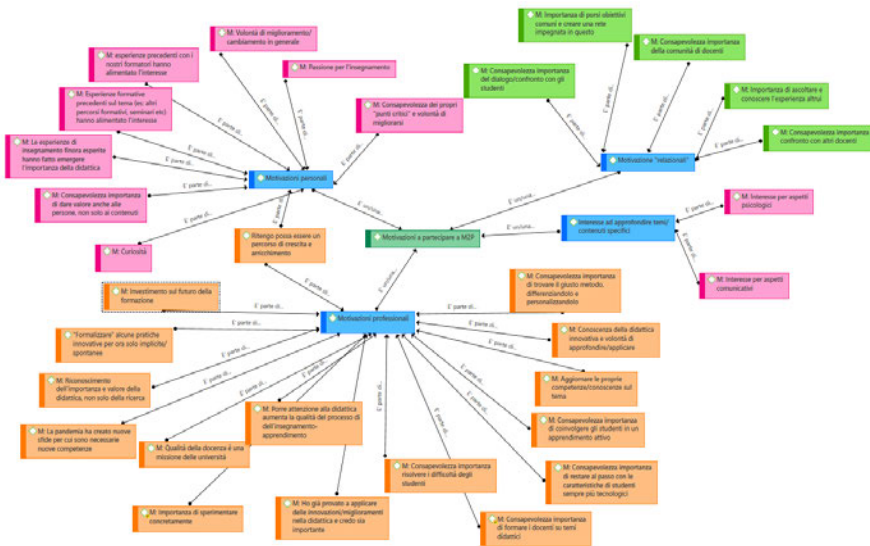 M: Volontá di miglioramento/
cambiamento in generale
M: esperienze precedenti con i
nostri formatori hanno
alimentato l'interesse
M: Passione per l'insegnamento
M: Esperienze formative
precedenti sul tema (es: altri
percorsi formativi, seminari etc)
hanno alimentato l'interesse
M: Consapevolezza dei propri
"punti critici" e volontà di
migliorarsi
M: La esperienza di
insegnamento finora esperita
hanno fatto emergere
l'importanza della didattica
M: Consapevolezza importanza
di dare valore anche alle
persone, non solo ai contenuti
M: Curiosità
Motivazioni personali
Ritengo possa essere un
percorso di crescita e
arricchimento
M: Importanza di porsi obiettivi
comuni e creare una rete
impegnata in questo
M: Consapevolezza importanza
della comunità di docenti
M: Consapevolezza importanza
del dialogo/confronto con gli
studenti
M: Importanza di ascoltare e
conoscere l'esperienza altrui
M: Consapevolezza importanza
confronto con altri docenti
Motivazione "relazionali"
Motivazioni a partecipare a M2P
Interesse ad approfondire temi/
contenuti specifici
M: Interesse per aspetti
psicologici
M: Interesse per aspetti
comunicativi
M: Investimento sul futuro della
formazione
M: Consapevolezza importanza
di trovare il giusto metodo,
differenziandolo e
personalizzandolo
Motivazioni professionali
"Formalizzare" alcune pratiche
innovative per ora solo implicite/
spontanee
M: Conoscenza della didattica
innovativa e volontà di
approfondire/applicare
M: Riconoscimento
dell'importanza e valore della
didattica, non solo della ricerca
M: Aggiornare le proprie
competenze/conoscenze sul
tema
M: Porre attenzione alla didattica
aumenta la qualità del processo di
dell'insegnamento-
apprendimento
M: La pandemia ha creato nuove
sfide per cui sono necessarie
nuove competenze
M: Consapevolezza importanza
di coinvolgere gli studenti in un
apprendimento attivo
M: Qualità della docenza è una
missione delle università
M: Consapevolezza importanza
risolvere i difficoltà degli
studenti
M: Consapevolezza importanza
di restare al passo con le
caratteristiche di studenti
sempre più tecnologici
M: Importanza di sperimentare
concretamente
M: Ho già provato a applicare
delle innovazioni/miglioramenti
nella didattica e credo sia
importante
M: Consapevolezza importanza
di formare i docenti su temi
didattici
E' parte di...
E' un/una...